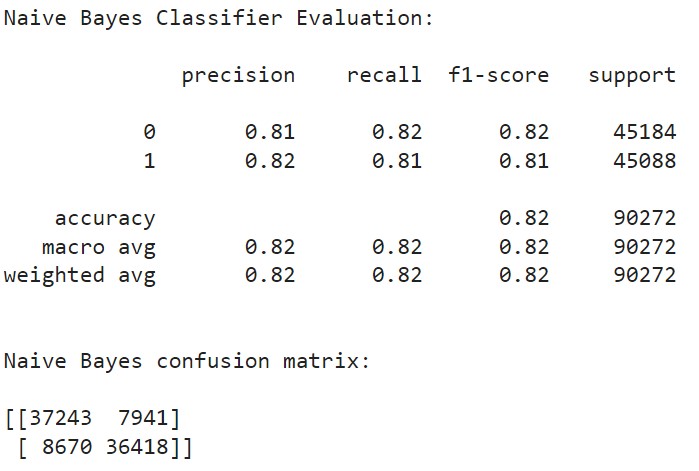 Naive Bayes Classifier Evaluation:
precision recall f1-score support
0 0.81 0.82 0.82 45184
1 0.82 0.81 0.81 45088
accuracy 0.82 90272
macro avg 0.82 0.82 0.82 90272
weighted avg 0.82 0.82 0.82 90272
Naive Bayes confusion matrix:
[[37243 7941]
[ 8670 36418]]